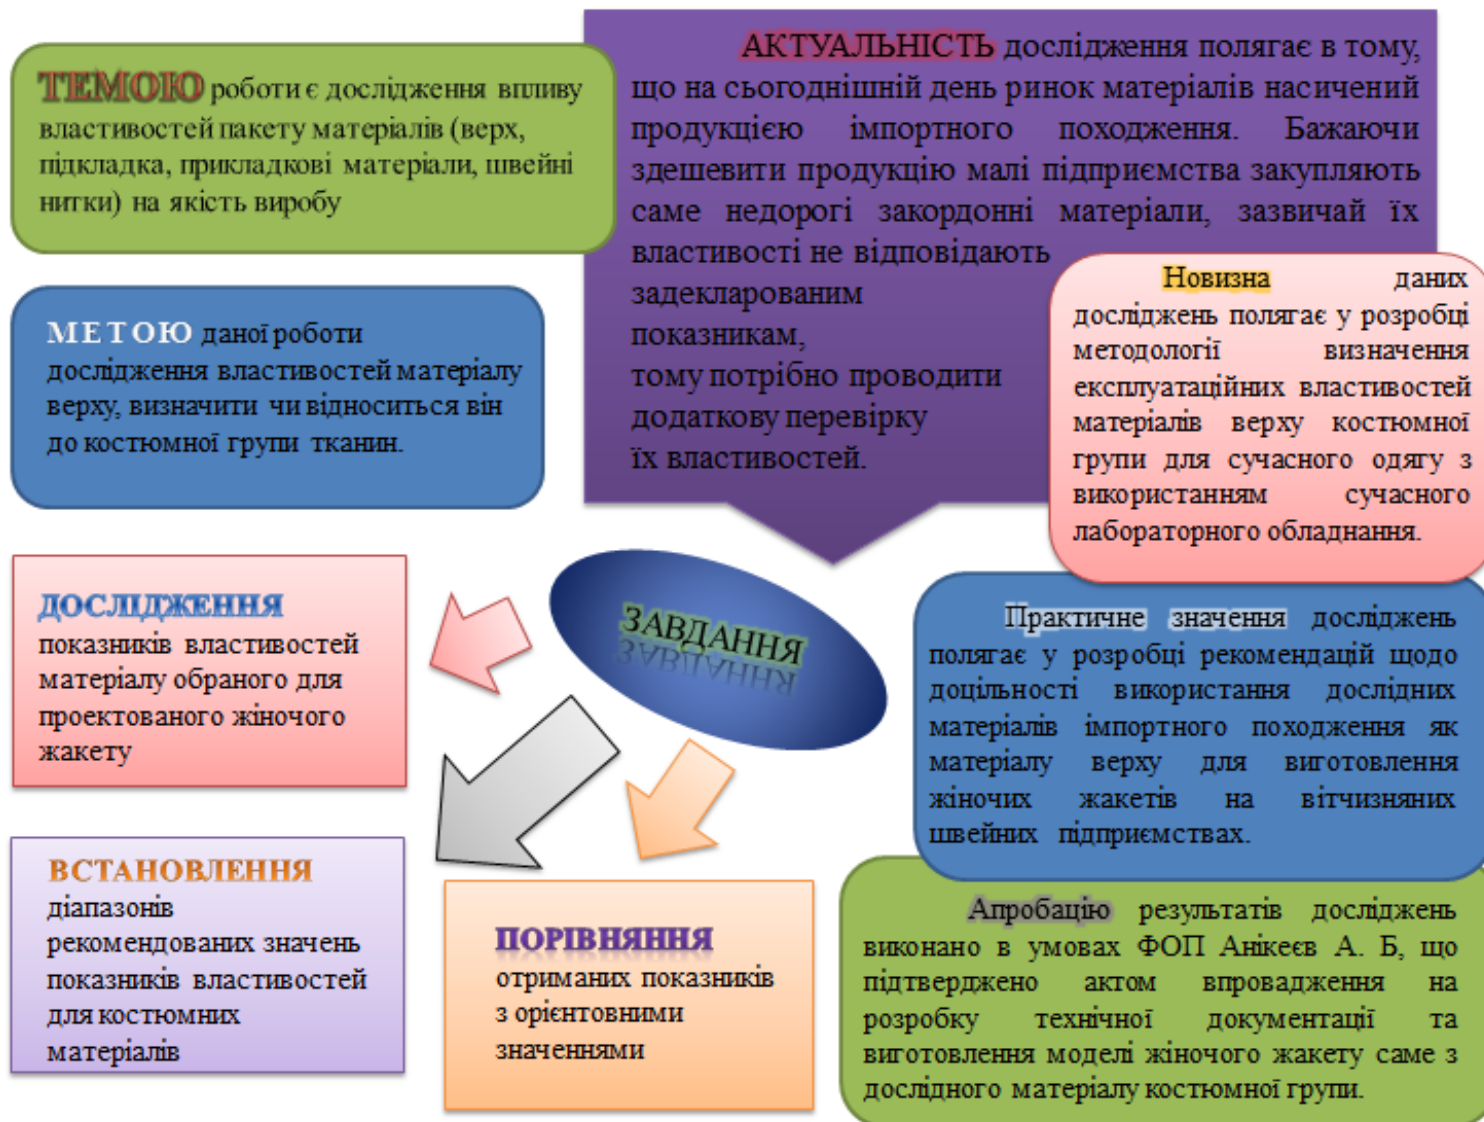 ТЕМОЮ роботи є дослідження впливу
властивостей пакету матеріалів (верх,
підкладка, прикладкові матеріали, швейні
нитки) на якість виробу
АКТУАЛЬНІСТЬ дослідження полягає в тому,
що на сьогоднішній день ринок матеріалів насичений
продукцією імпортного походження. Бажаючи
здешевити продукцію малі підприємства закупляють
саме недорогі закордонні матеріали, зазвичай їх
властивості не відповідають
задекларованим
показникам,
тому потрібно проводити
додаткову перевірку
їх властивостей.
МЕТОЮ даної роботи
дослідження властивостей матеріалу
верху, визначити чи відноситься він
до костюмної групи тканин.
Новизна даних
досліджень полягає у розробці
методології визначення
експлуатаційних властивостей
матеріалів верху костюмної
групи для сучасного одягу з
використанням сучасного
лабораторного обладнання.
ЗАВДАННЯ
ДОСЛІДЖЕННЯ
показників властивостей
матеріалу обраного для
проектованого жіночого
жакету
Практичне значення досліджень
полягає у розробці рекомендацій щодо
доцільності використання дослідних
матеріалів імпортного походження як
матеріалу верху для виготовлення
жіночих жакетів на вітчизняних
швейних підприємствах.
ВСТАНОВЛЕННЯ
діапазонів
рекомендованих значень
показників властивостей
для костюмних
матеріалів
ПОРІВНЯННЯ
отриманих показників
з орієнтовними
значеннями
Апробацію результатів досліджень
виконано в умовах ФОП Анікеєв А. Б, що
підтверджено актом впровадження на
розробку технічної документації та
виготовлення моделі жіночого жакету саме з
дослідного матеріалу костюмної групи.